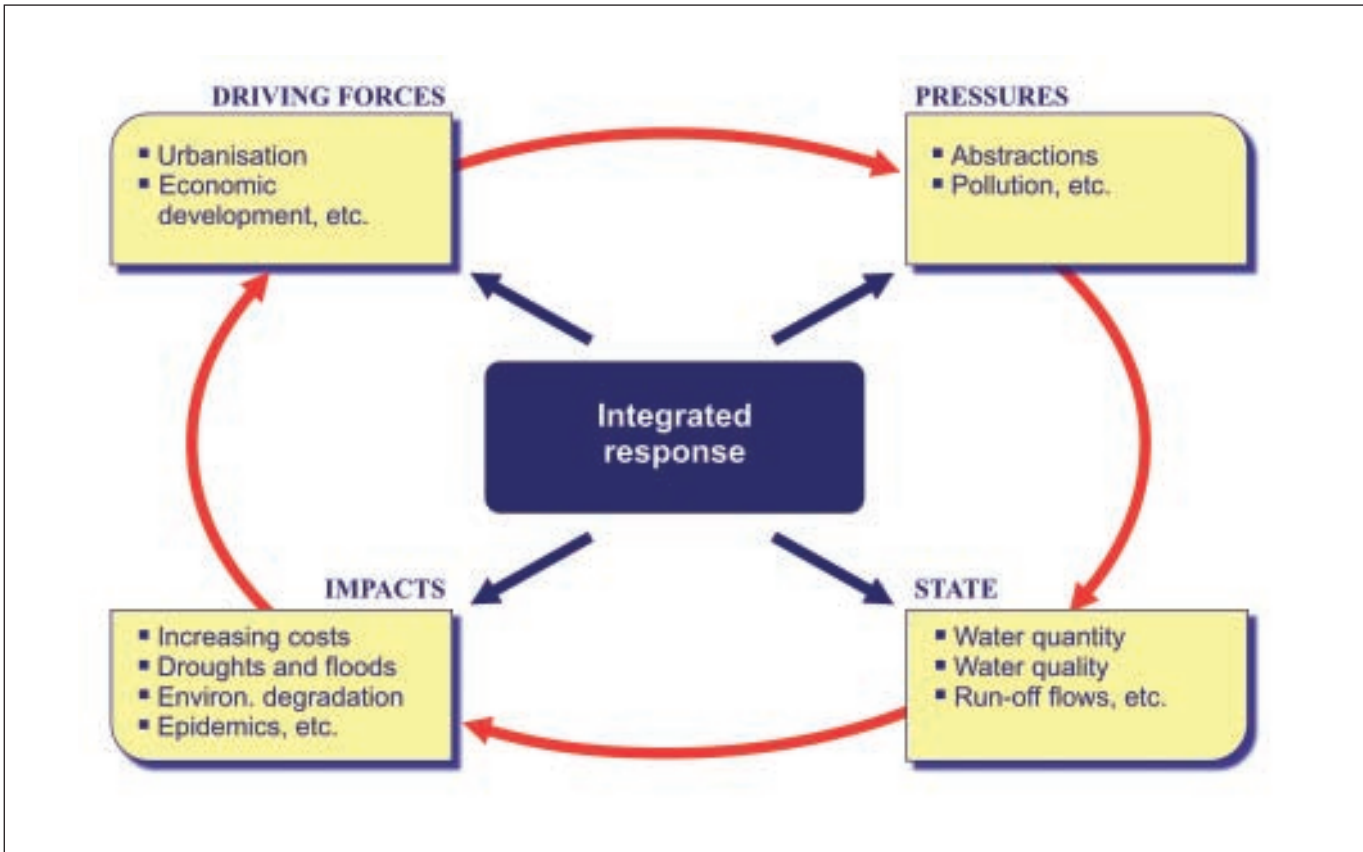 DRIVING FORCES
▪ Urbanisation
▪ Economic
development, etc.
PRESSURES
▪ Abstractions
▪ Pollution, etc.
Integrated
response
IMPACTS
▪ Increasing costs
▪ Droughts and floods
▪ Environ. degradation
▪ Epidemics, etc.
STATE
▪ Water quantity
▪ Water quality
▪ Run-off flows, etc.